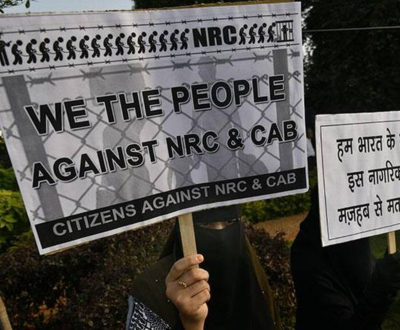 NRC
WE THE PEOPLE
AGAINST NRC & CAB
CITIZENS AGAINST NRC & CAB
हम भारत के
इस नागरिक
मज़हब से मत